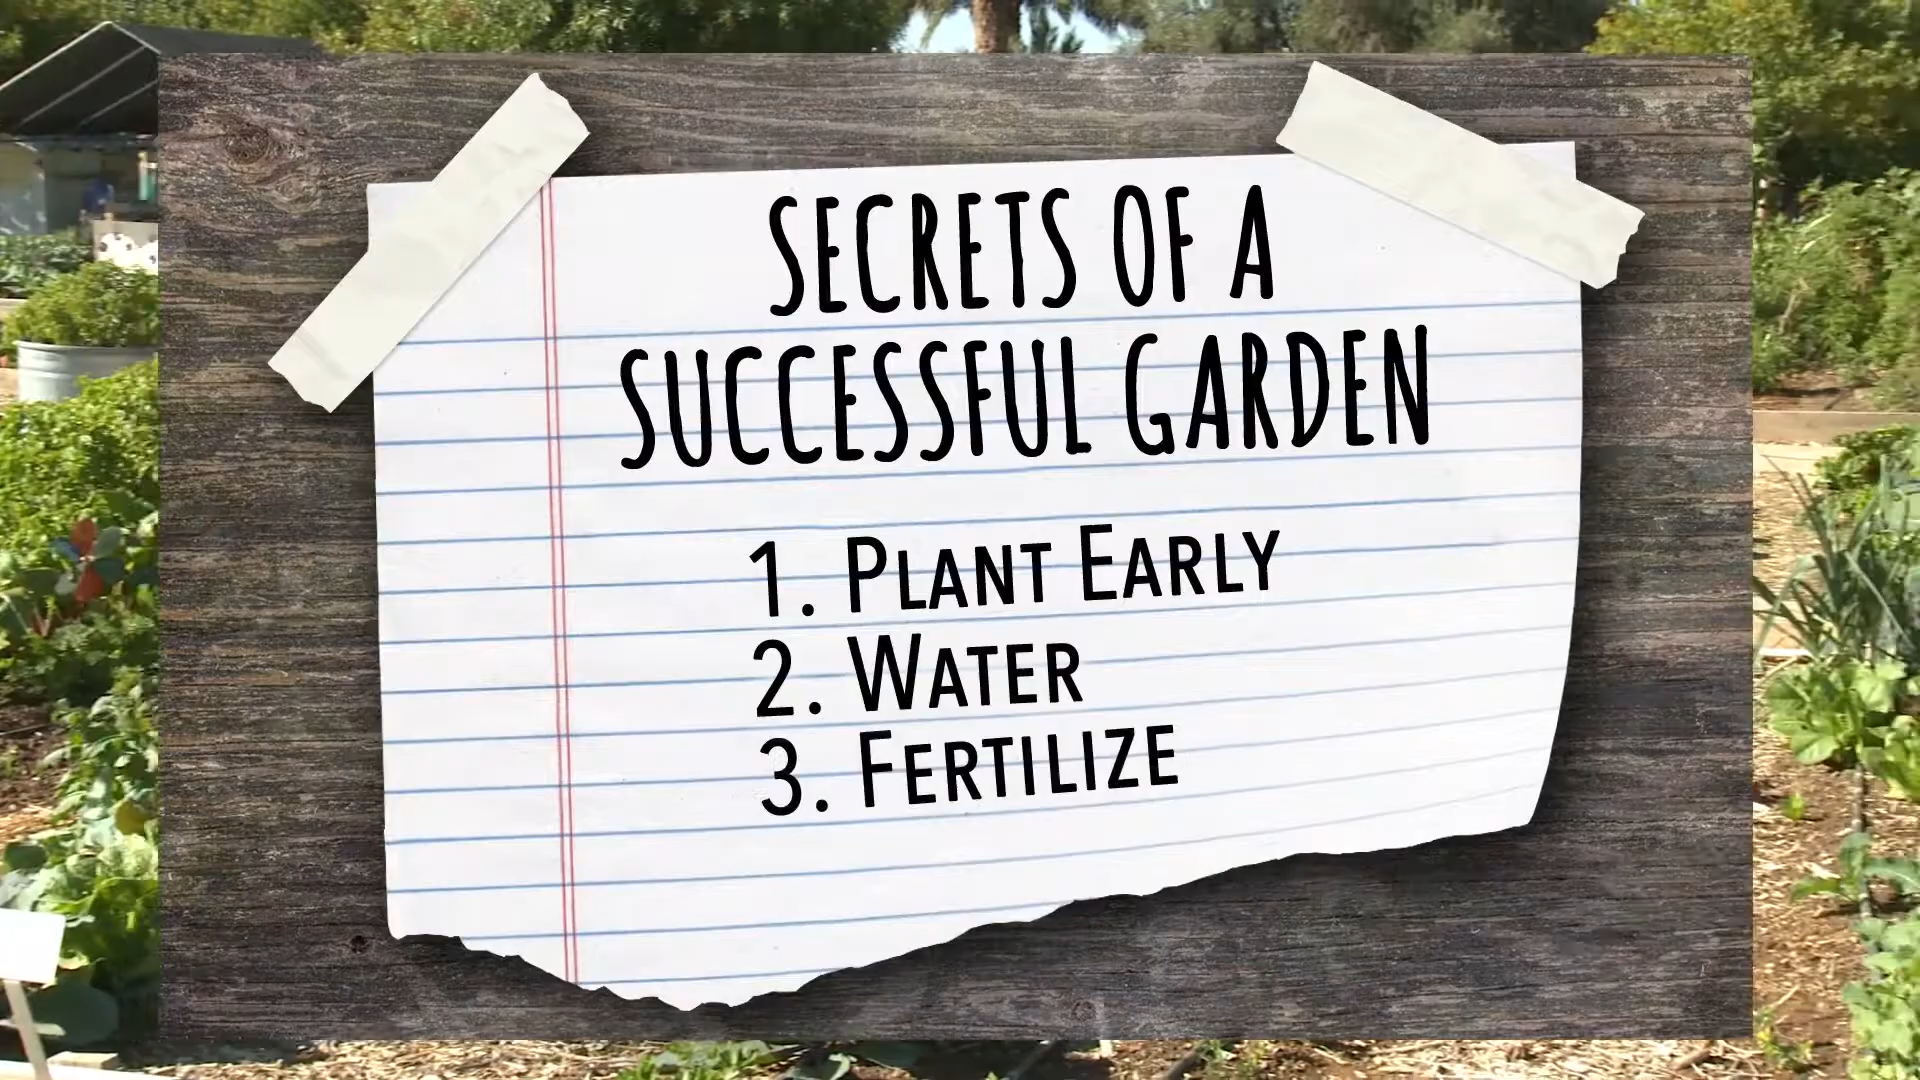 SECRETS OF A
SUCCESSFUL GARDEN
1. PLANT EARLY
2. WATER
3. FERTILIZE